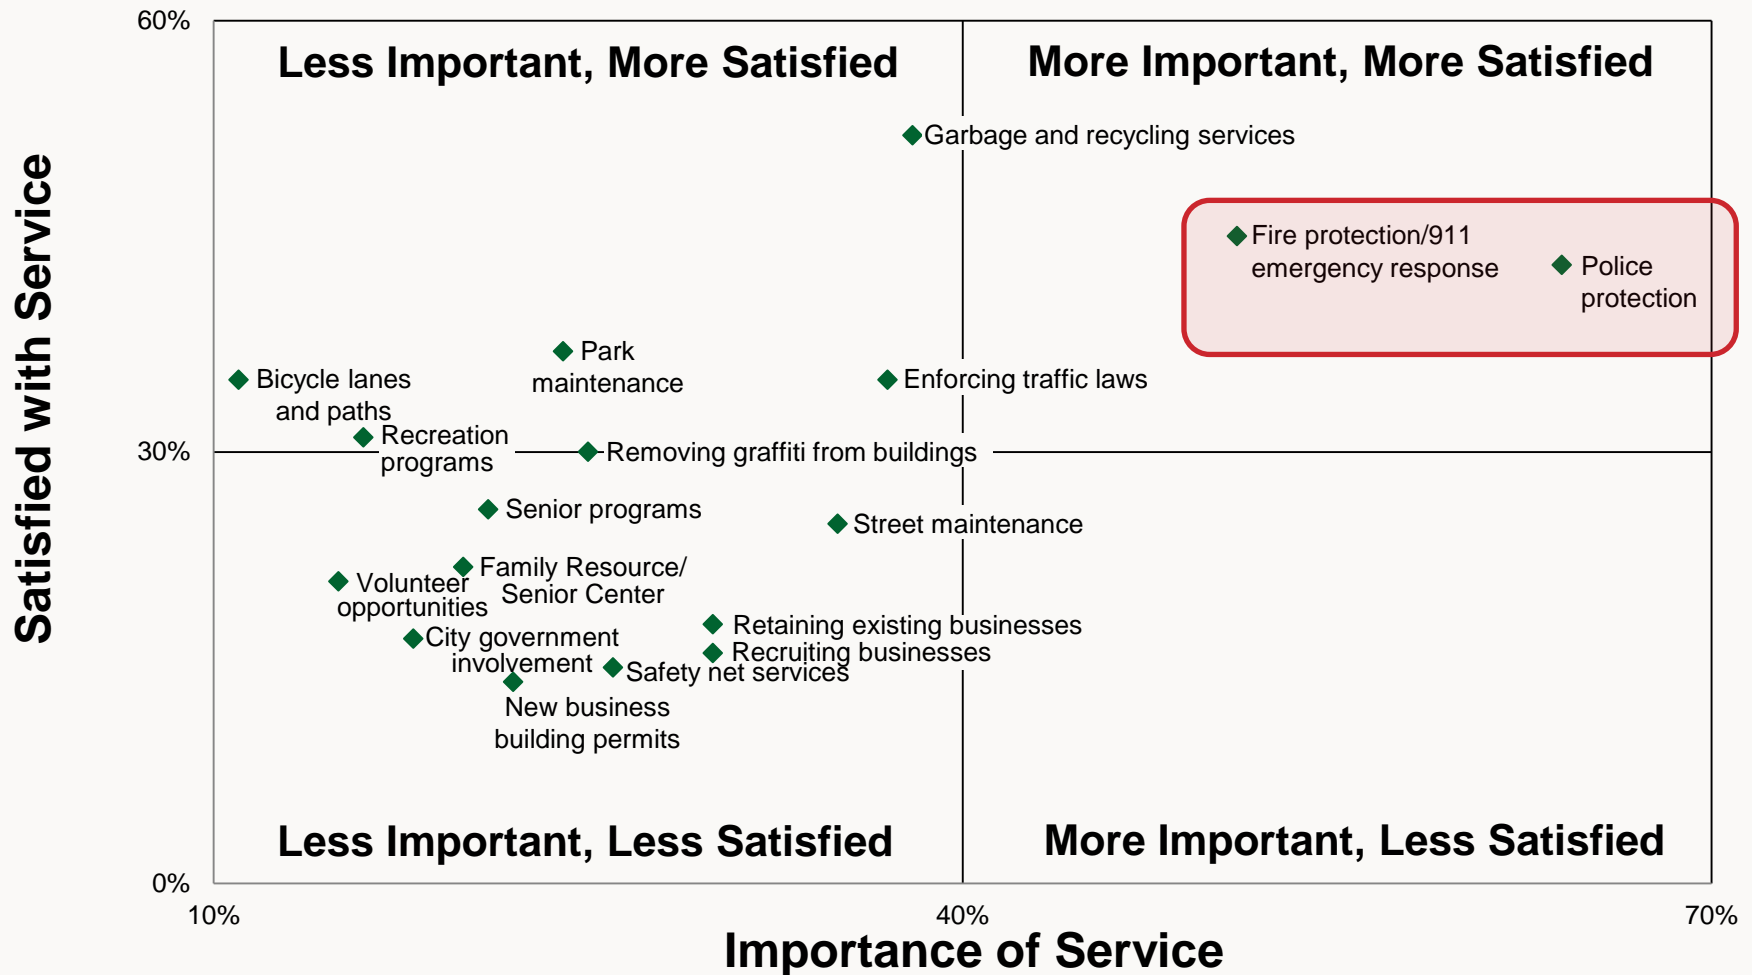 60%
Less Important, More Satisfied
More Important, More Satisfied
Garbage and recycling services
Fire protection/911
emergency response
Police
protection
Park
maintenance
Bicycle lanes
and paths
Enforcing traffic laws
Recreation
programs
30%
Removing graffiti from buildings
Senior programs
Street maintenance
Family Resource/
Senior Center
Volunteer
opportunities
City government
involvement
Retaining existing businesses
Recruiting businesses
Safety net services
New business
building permits
Less Important, Less Satisfied
More Important, Less Satisfied
0%
10%
40%
70%
Satisfied with Service
Importance of Service